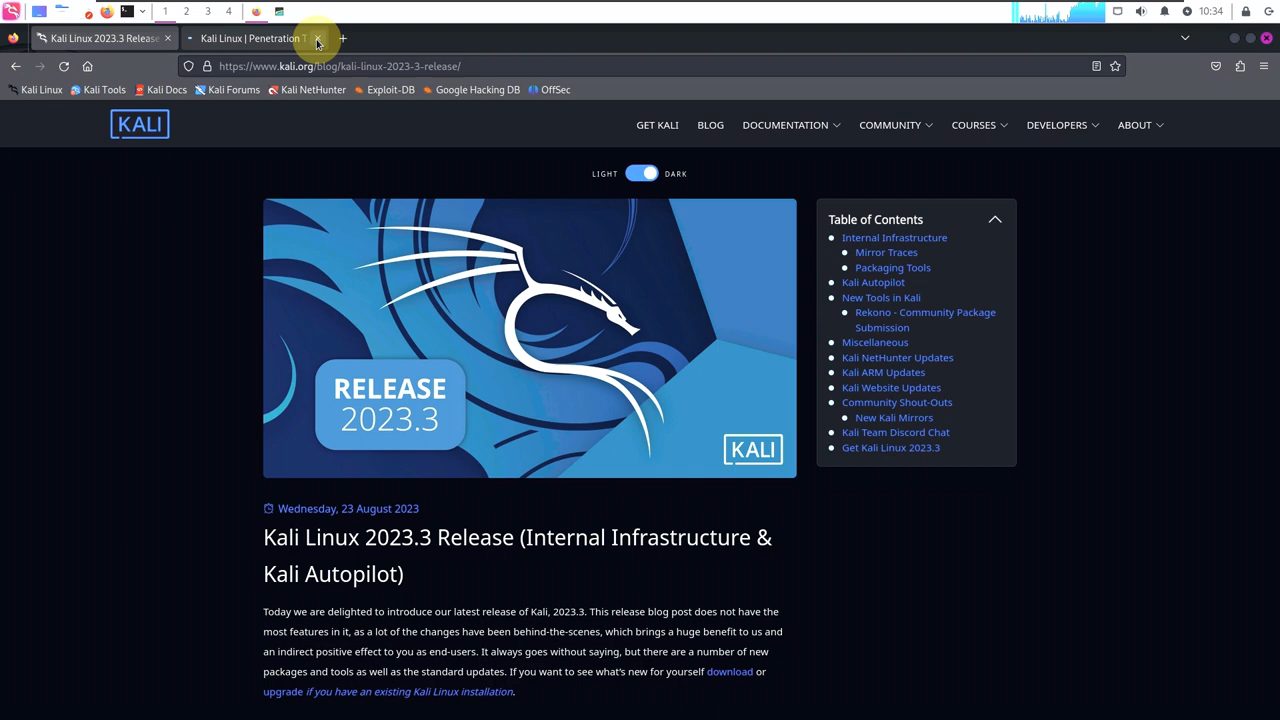 1 2 3 4
10:34
Kali Linux 2023.3 Release
Kali Linux | Penetration T
https://www.kali.org/blog/kali-linux-2023-3-release/
Kali Linux Kali Tools Kali Docs Kali Forums Kali NetHunter Exploit-DB Google Hacking DB OffSec
KALI
GET KALI BLOG DOCUMENTATION COMMUNITY COURSES DEVELOPERS ABOUT
LIGHT DARK
RELEASE
2023.3
KALI
Table of Contents
Internal Infrastructure
Mirror Traces
Packaging Tools
Kali Autopilot
New Tools in Kali
Rekono - Community Package
Submission
Miscellaneous
Kali NetHunter Updates
Kali ARM Updates
Kali Website Updates
Community Shout-Outs
New Kali Mirrors
Kali Team Discord Chat
Get Kali Linux 2023.3
Wednesday, 23 August 2023
Kali Linux 2023.3 Release (Internal Infrastructure &
Kali Autopilot)
Today we are delighted to introduce our latest release of Kali, 2023.3. This release blog post does not have the
most features in it, as a lot of the changes have been behind-the-scenes, which brings a huge benefit to us and
an indirect positive effect to you as end-users. It always goes without saying, but there are a number of new
packages and tools as well as the standard updates. If you want to see what's new for yourself download or
upgrade if you have an existing Kali Linux installation.